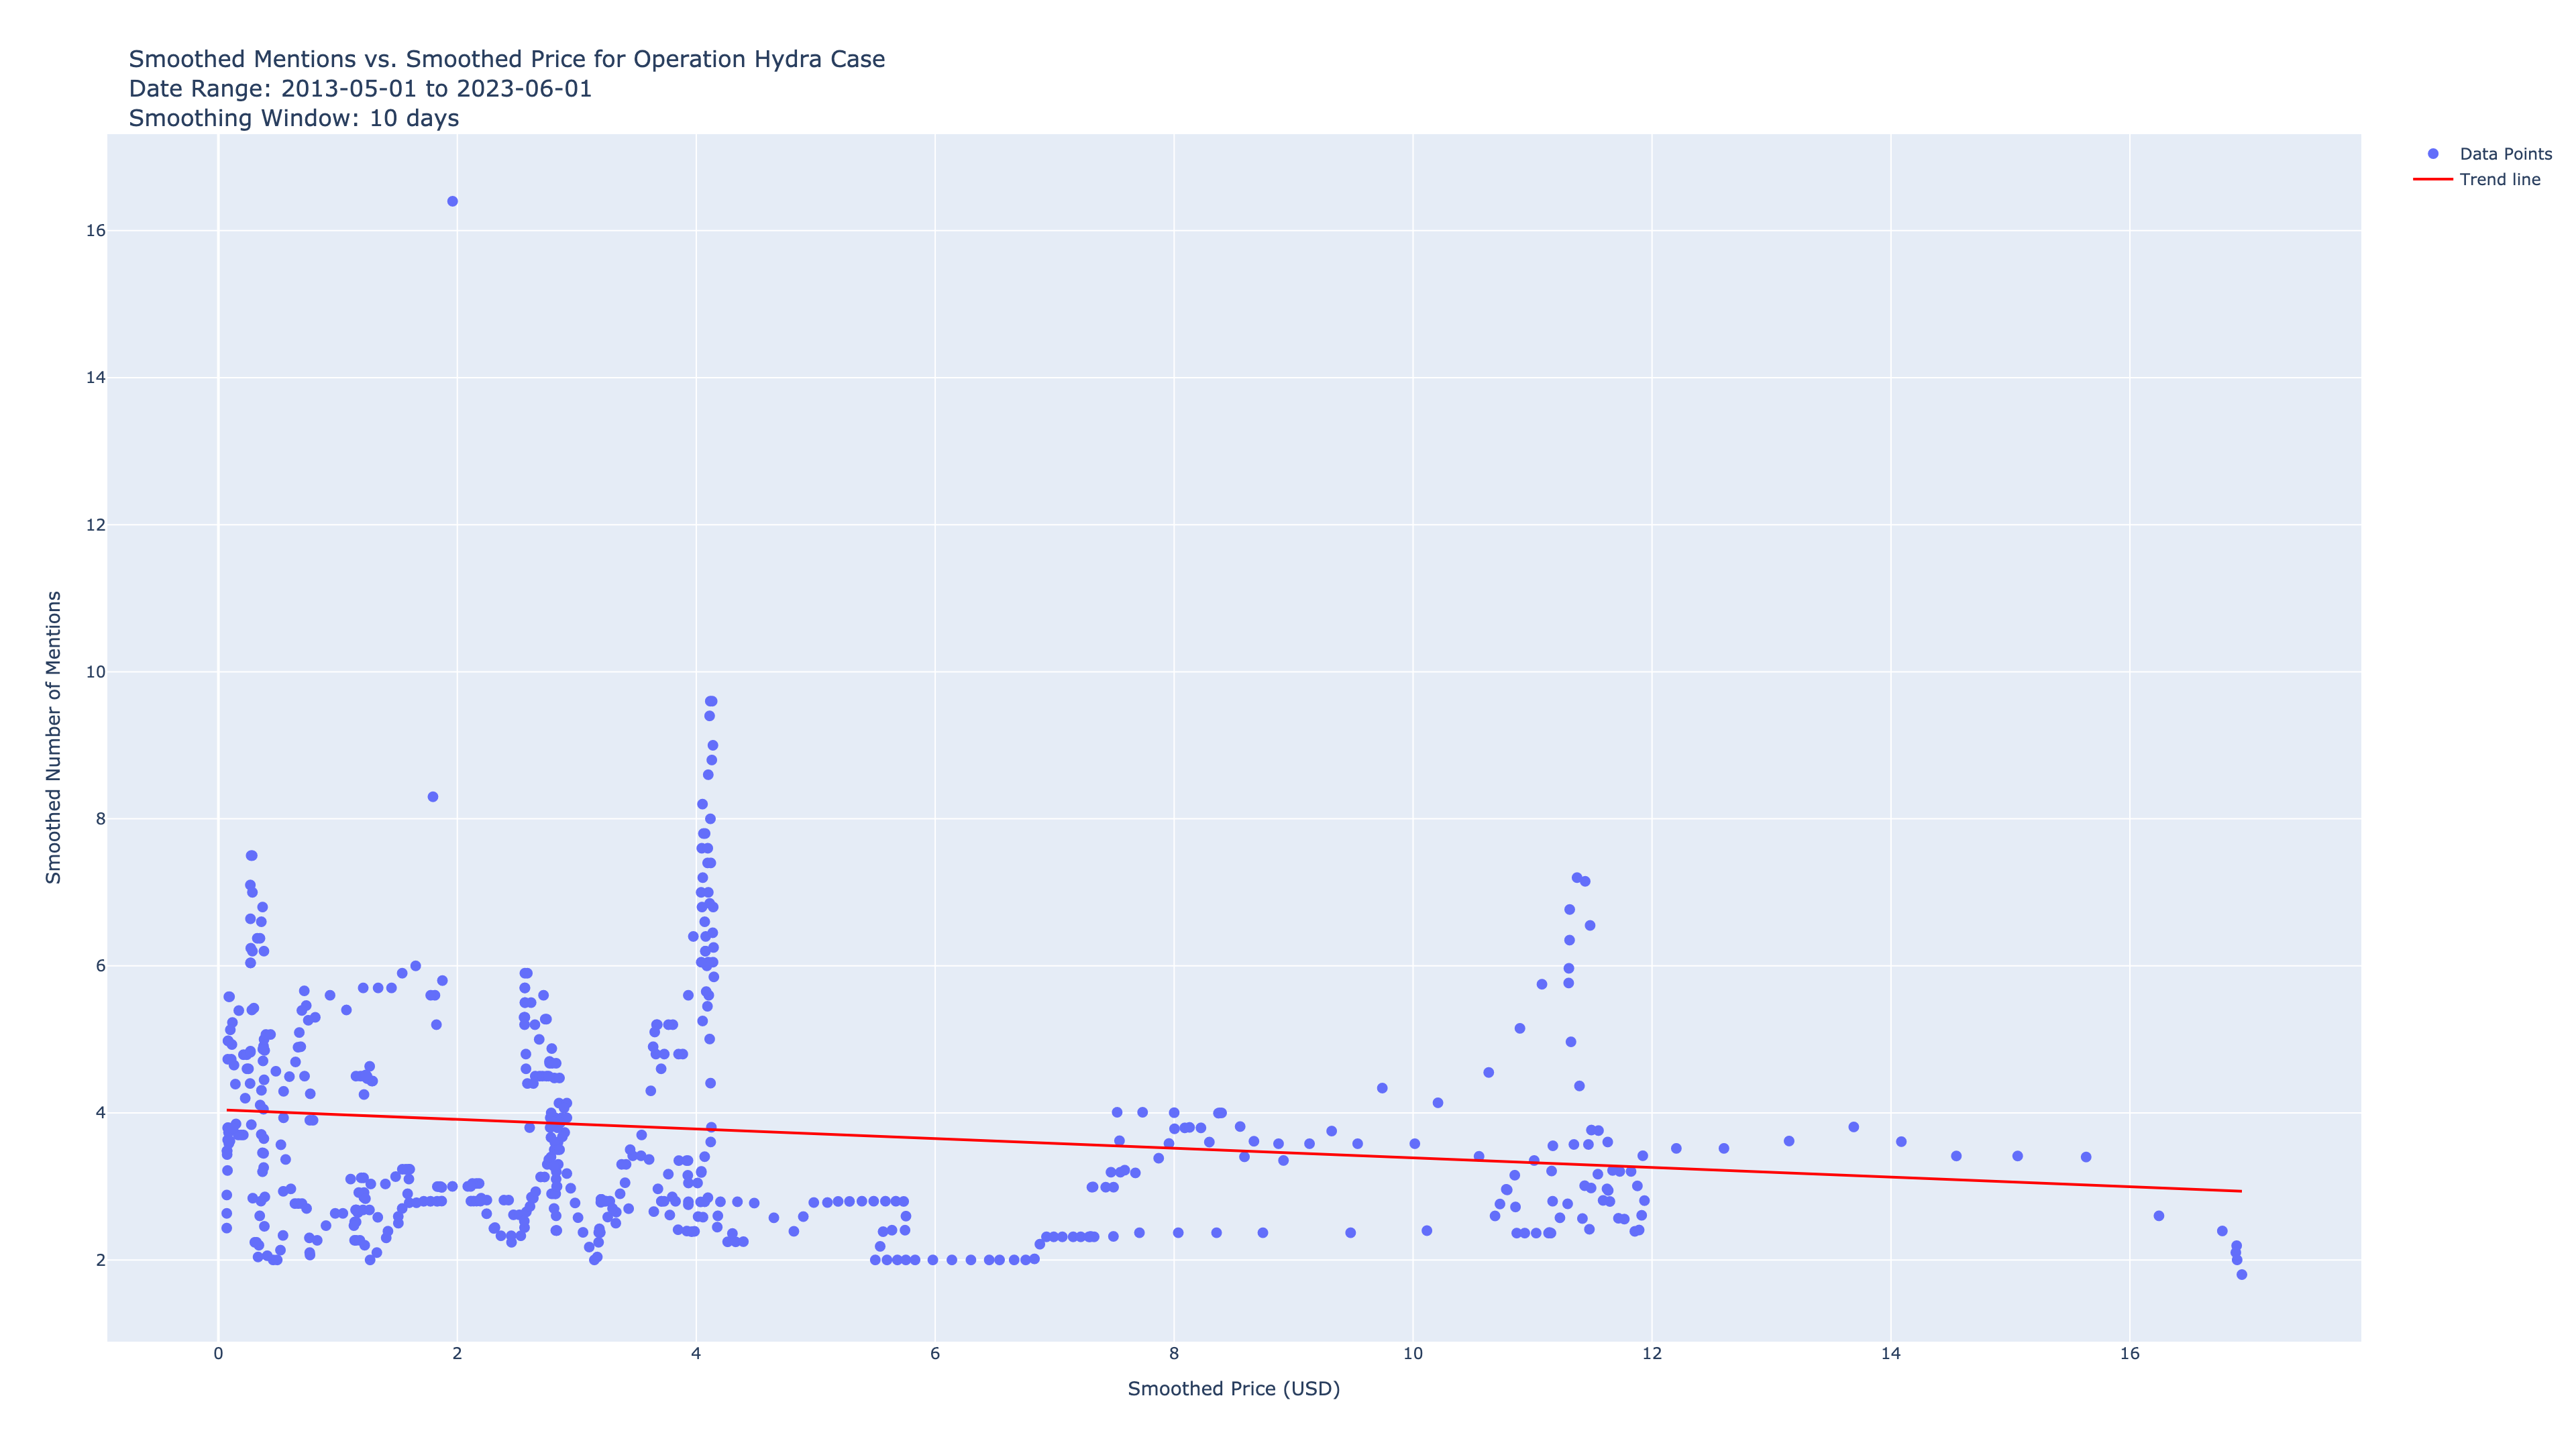 Smoothed Mentions vs. Smoothed Price for Operation Hydra Case
Date Range: 2013-05-01 to 2023-06-01
Smoothing Window: 10 days
Data Points
Trend line
16
14
12
10
8
6
4
2
Smoothed Number of Mentions
0 2 4 6 8 10 12 14 16
Smoothed Price (USD)